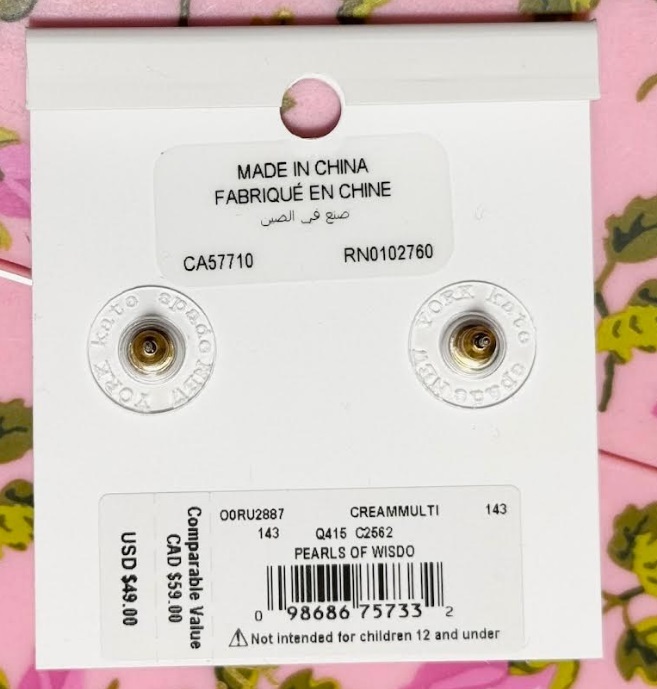 MADE IN CHINA
FABRIQUÉ EN CHINE
صنع في الصين
CA57710 RN0102760
kate spade NEW YORK
kate spade NEW YORK
O0RU2887 CREAMMULTI 143
143 Q415 C2562
PEARLS OF WISDO
0 98686 75733 2
Not intended for children 12 and under
Comparable Value
CAD $59.00
USD $49.00